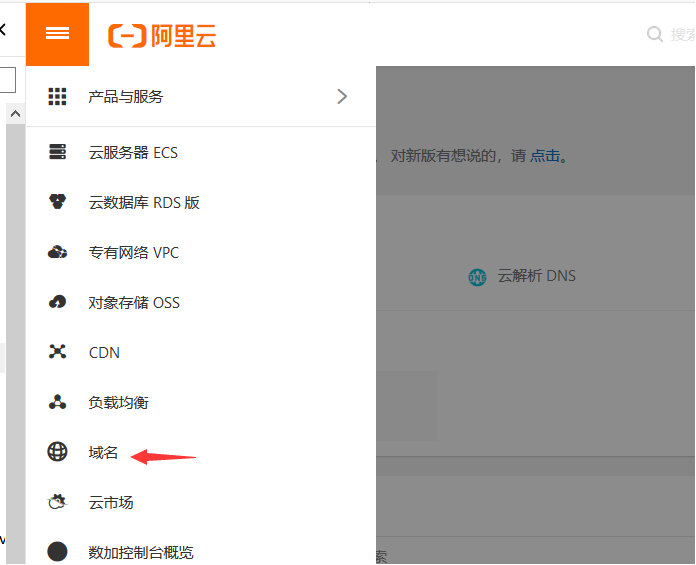 阿里云
搜索
产品与服务
云服务器 ECS
对新版有想说的，请 点击。
云数据库 RDS 版
专有网络 VPC
DNS 云解析 DNS
对象存储 OSS
CDN
负载均衡
域名
云市场
数加控制台概览
索